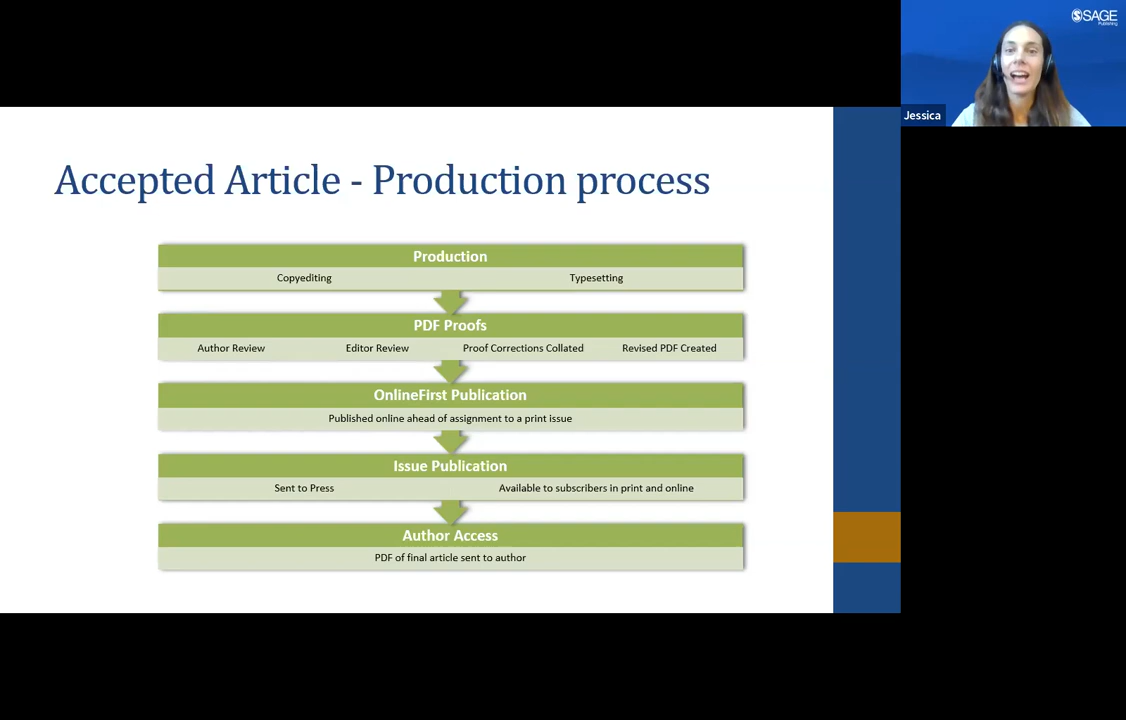 SAGE
Publishing
Jessica
Accepted Article - Production process
Production
Copyediting Typesetting
PDF Proofs
Author Review Editor Review Proof Corrections Collated Revised PDF Created
OnlineFirst Publication
Published online ahead of assignment to a print issue
Issue Publication
Sent to Press Available to subscribers in print and online
Author Access
PDF of final article sent to author